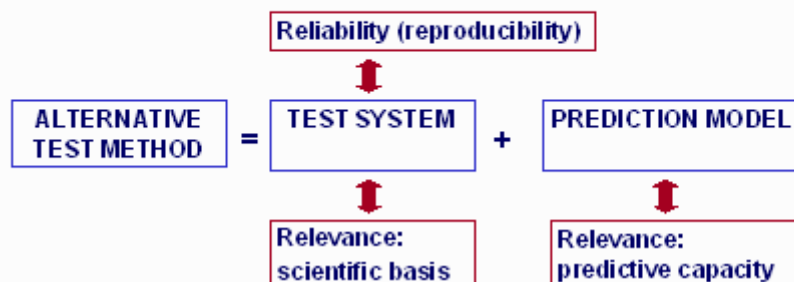 Reliability (reproducibility)
ALTERNATIVE
TEST METHOD
=
TEST SYSTEM
+
PREDICTION MODEL
Relevance:
scientific basis
Relevance:
predictive capacity